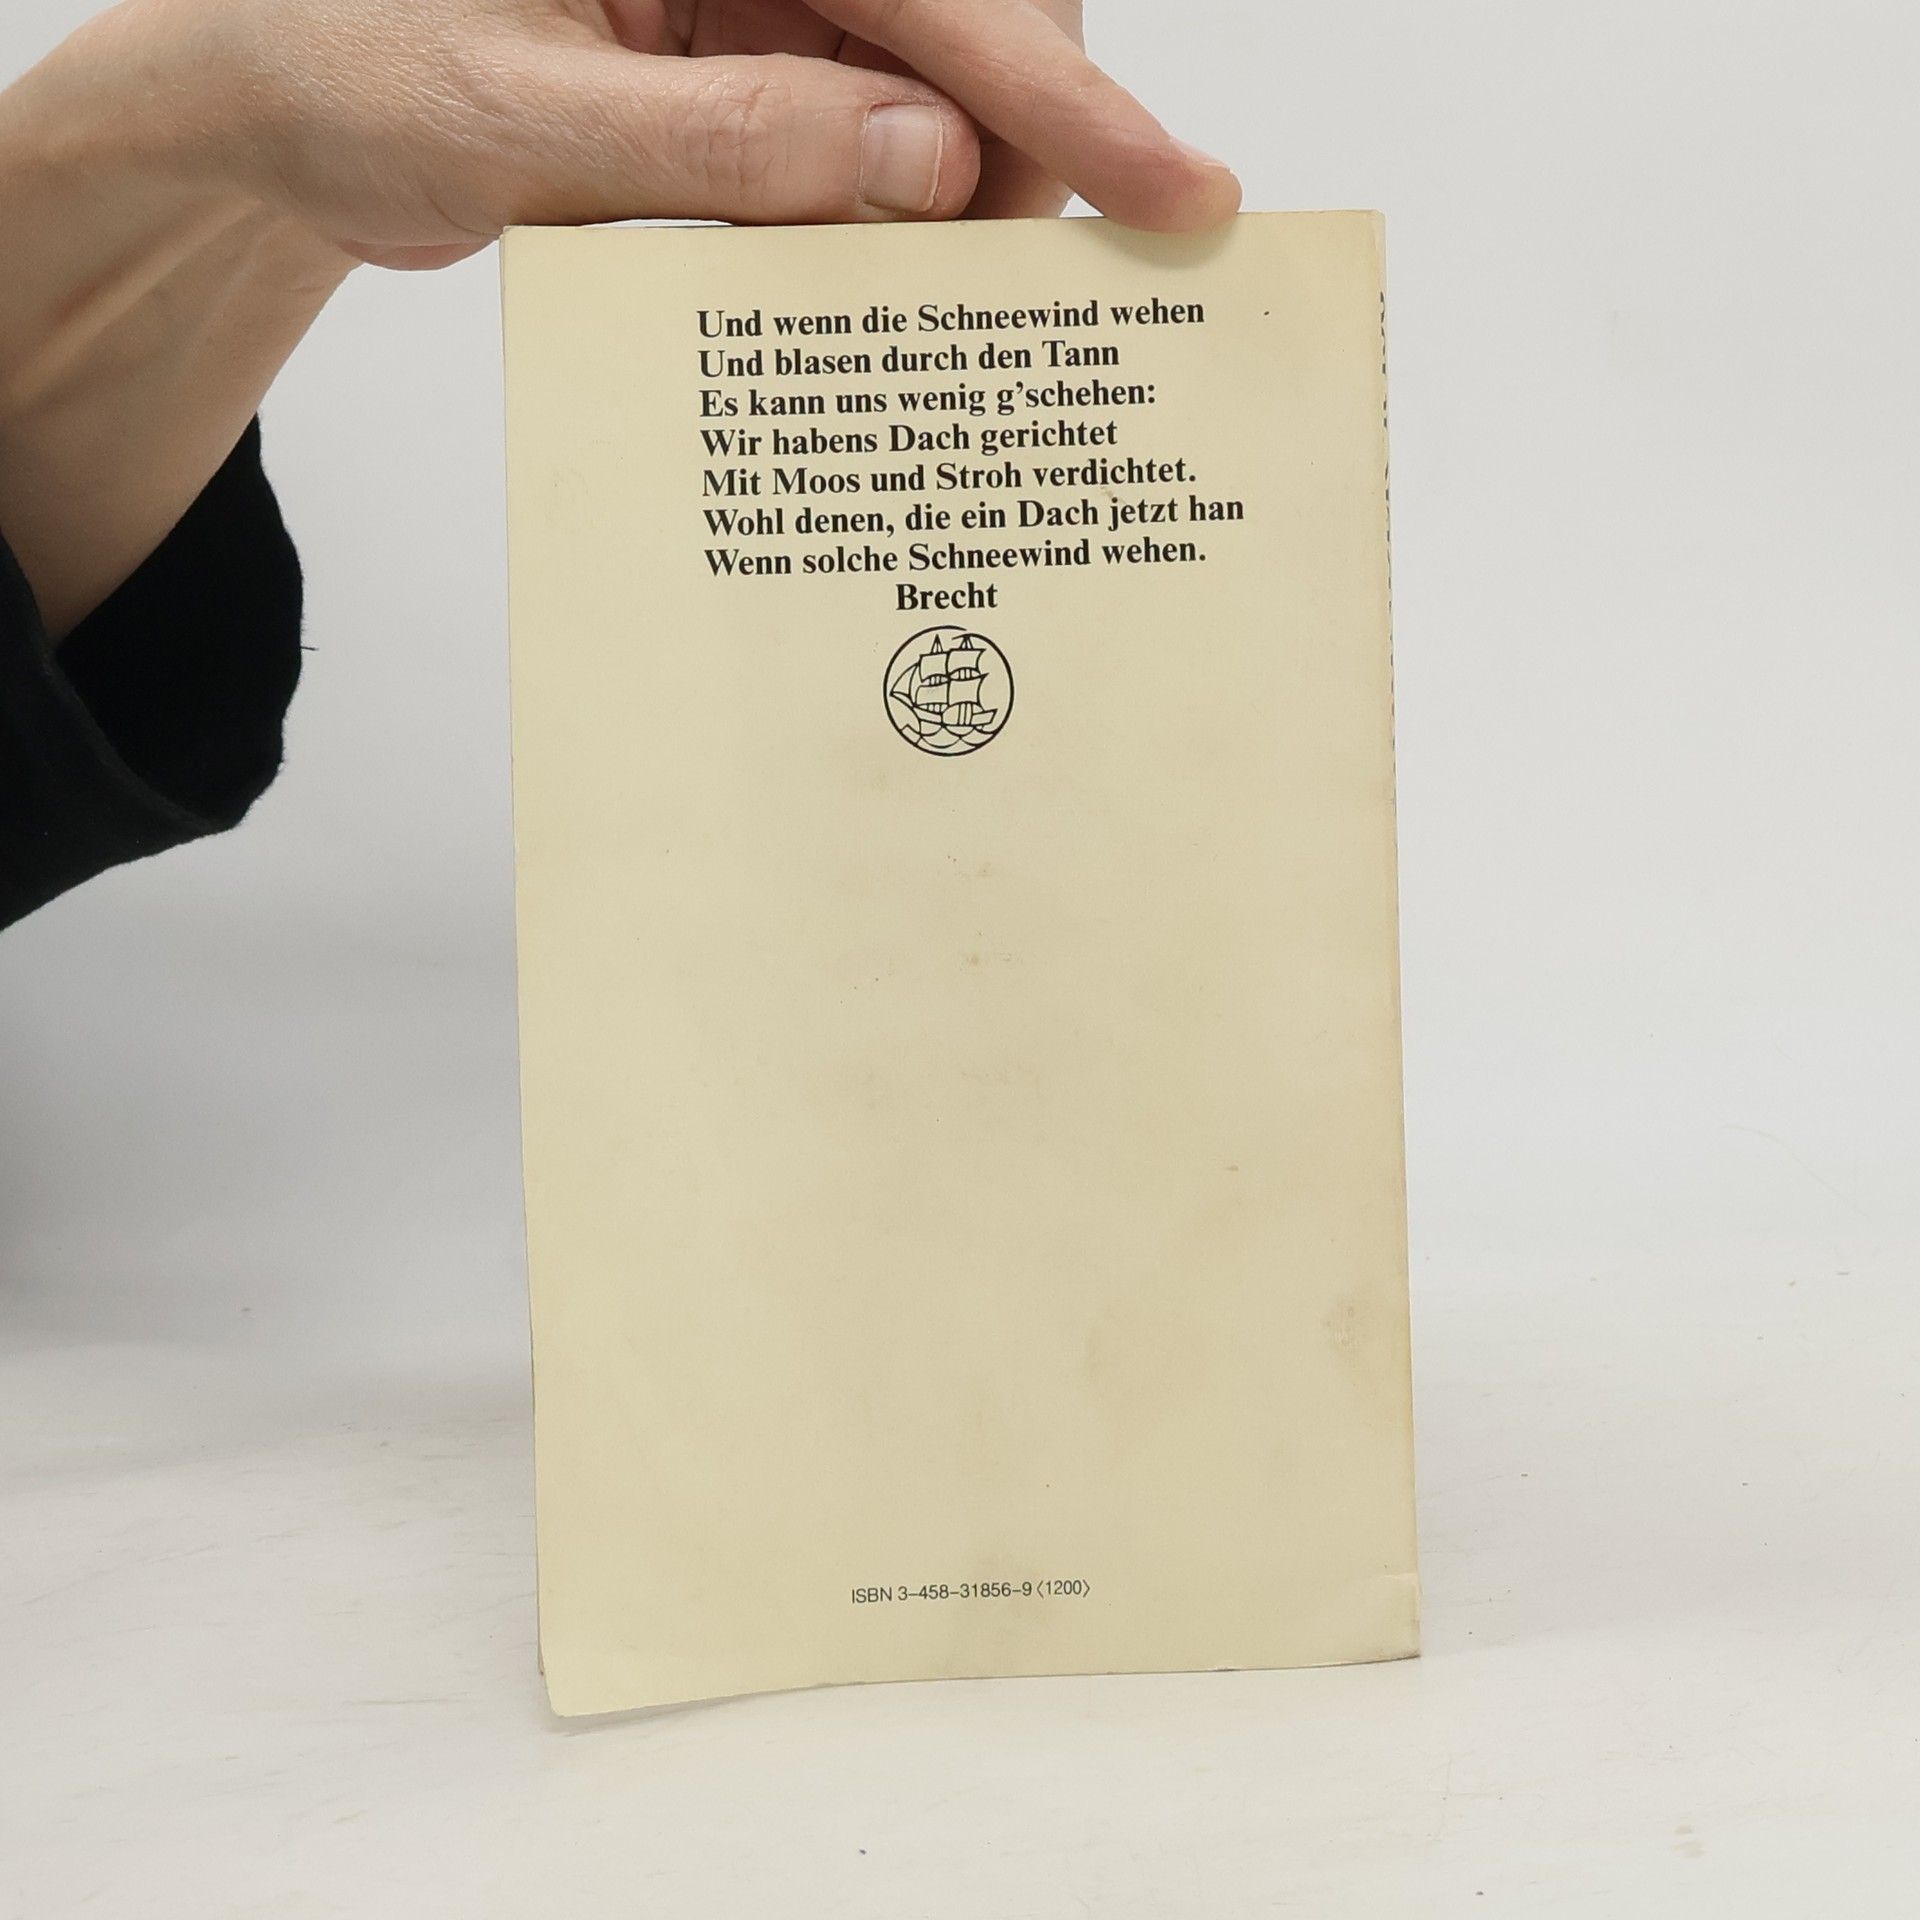 Und wenn die Schneewind wehen
Und blasen durch den Tann
Es kann uns wenig g’schehen:
Wir habens Dach gerichtet
Mit Moos und Stroh verdichtet.
Wohl denen, die ein Dach jetzt han
Wenn solche Schneewind wehen.
Brecht
ISBN 3–458–31856–9 〈1200〉